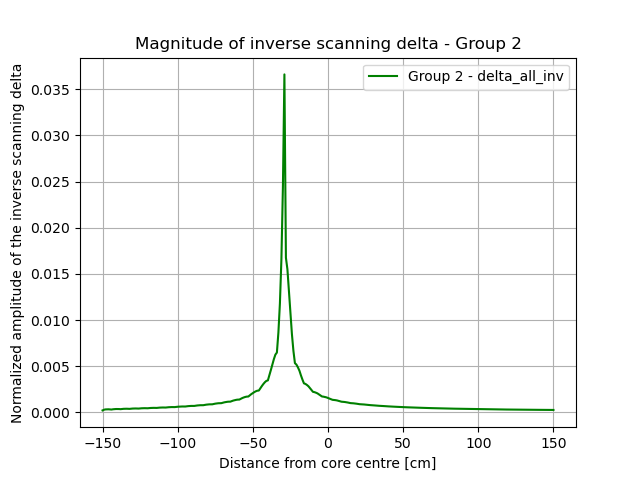 Magnitude of inverse scanning delta - Group 2
Group 2 - delta_all_inv
Normalized amplitude of the inverse scanning delta
0.035
0.030
0.025
0.020
0.015
0.010
0.005
0.000
−150 −100 −50 0 50 100 150
Distance from core centre [cm]